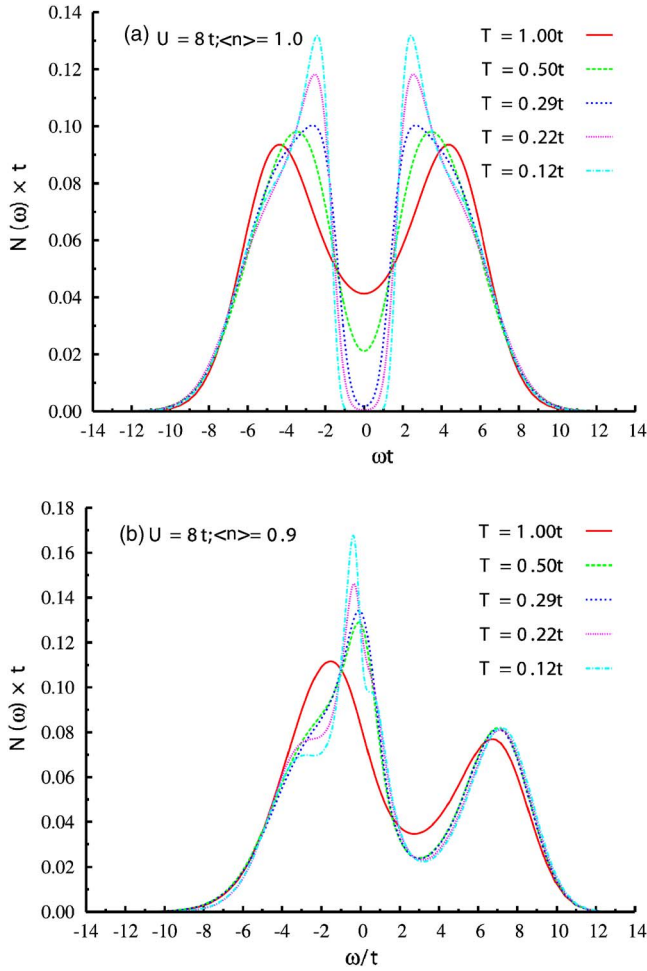 (a) U = 8t;<n>= 1.0
T = 1.00t
T = 0.50t
T = 0.29t
T = 0.22t
T = 0.12t
N (ω) × t
0.14
0.12
0.10
0.08
0.06
0.04
0.02
0.00
-14 -12 -10 -8 -6 -4 -2 0 2 4 6 8 10 12 14
ωt
(b) U = 8t;<n>= 0.9
T = 1.00t
T = 0.50t
T = 0.29t
T = 0.22t
T = 0.12t
N (ω) × t
0.18
0.16
0.14
0.12
0.10
0.08
0.06
0.04
0.02
0.00
-14 -12 -10 -8 -6 -4 -2 0 2 4 6 8 10 12 14
ω/t